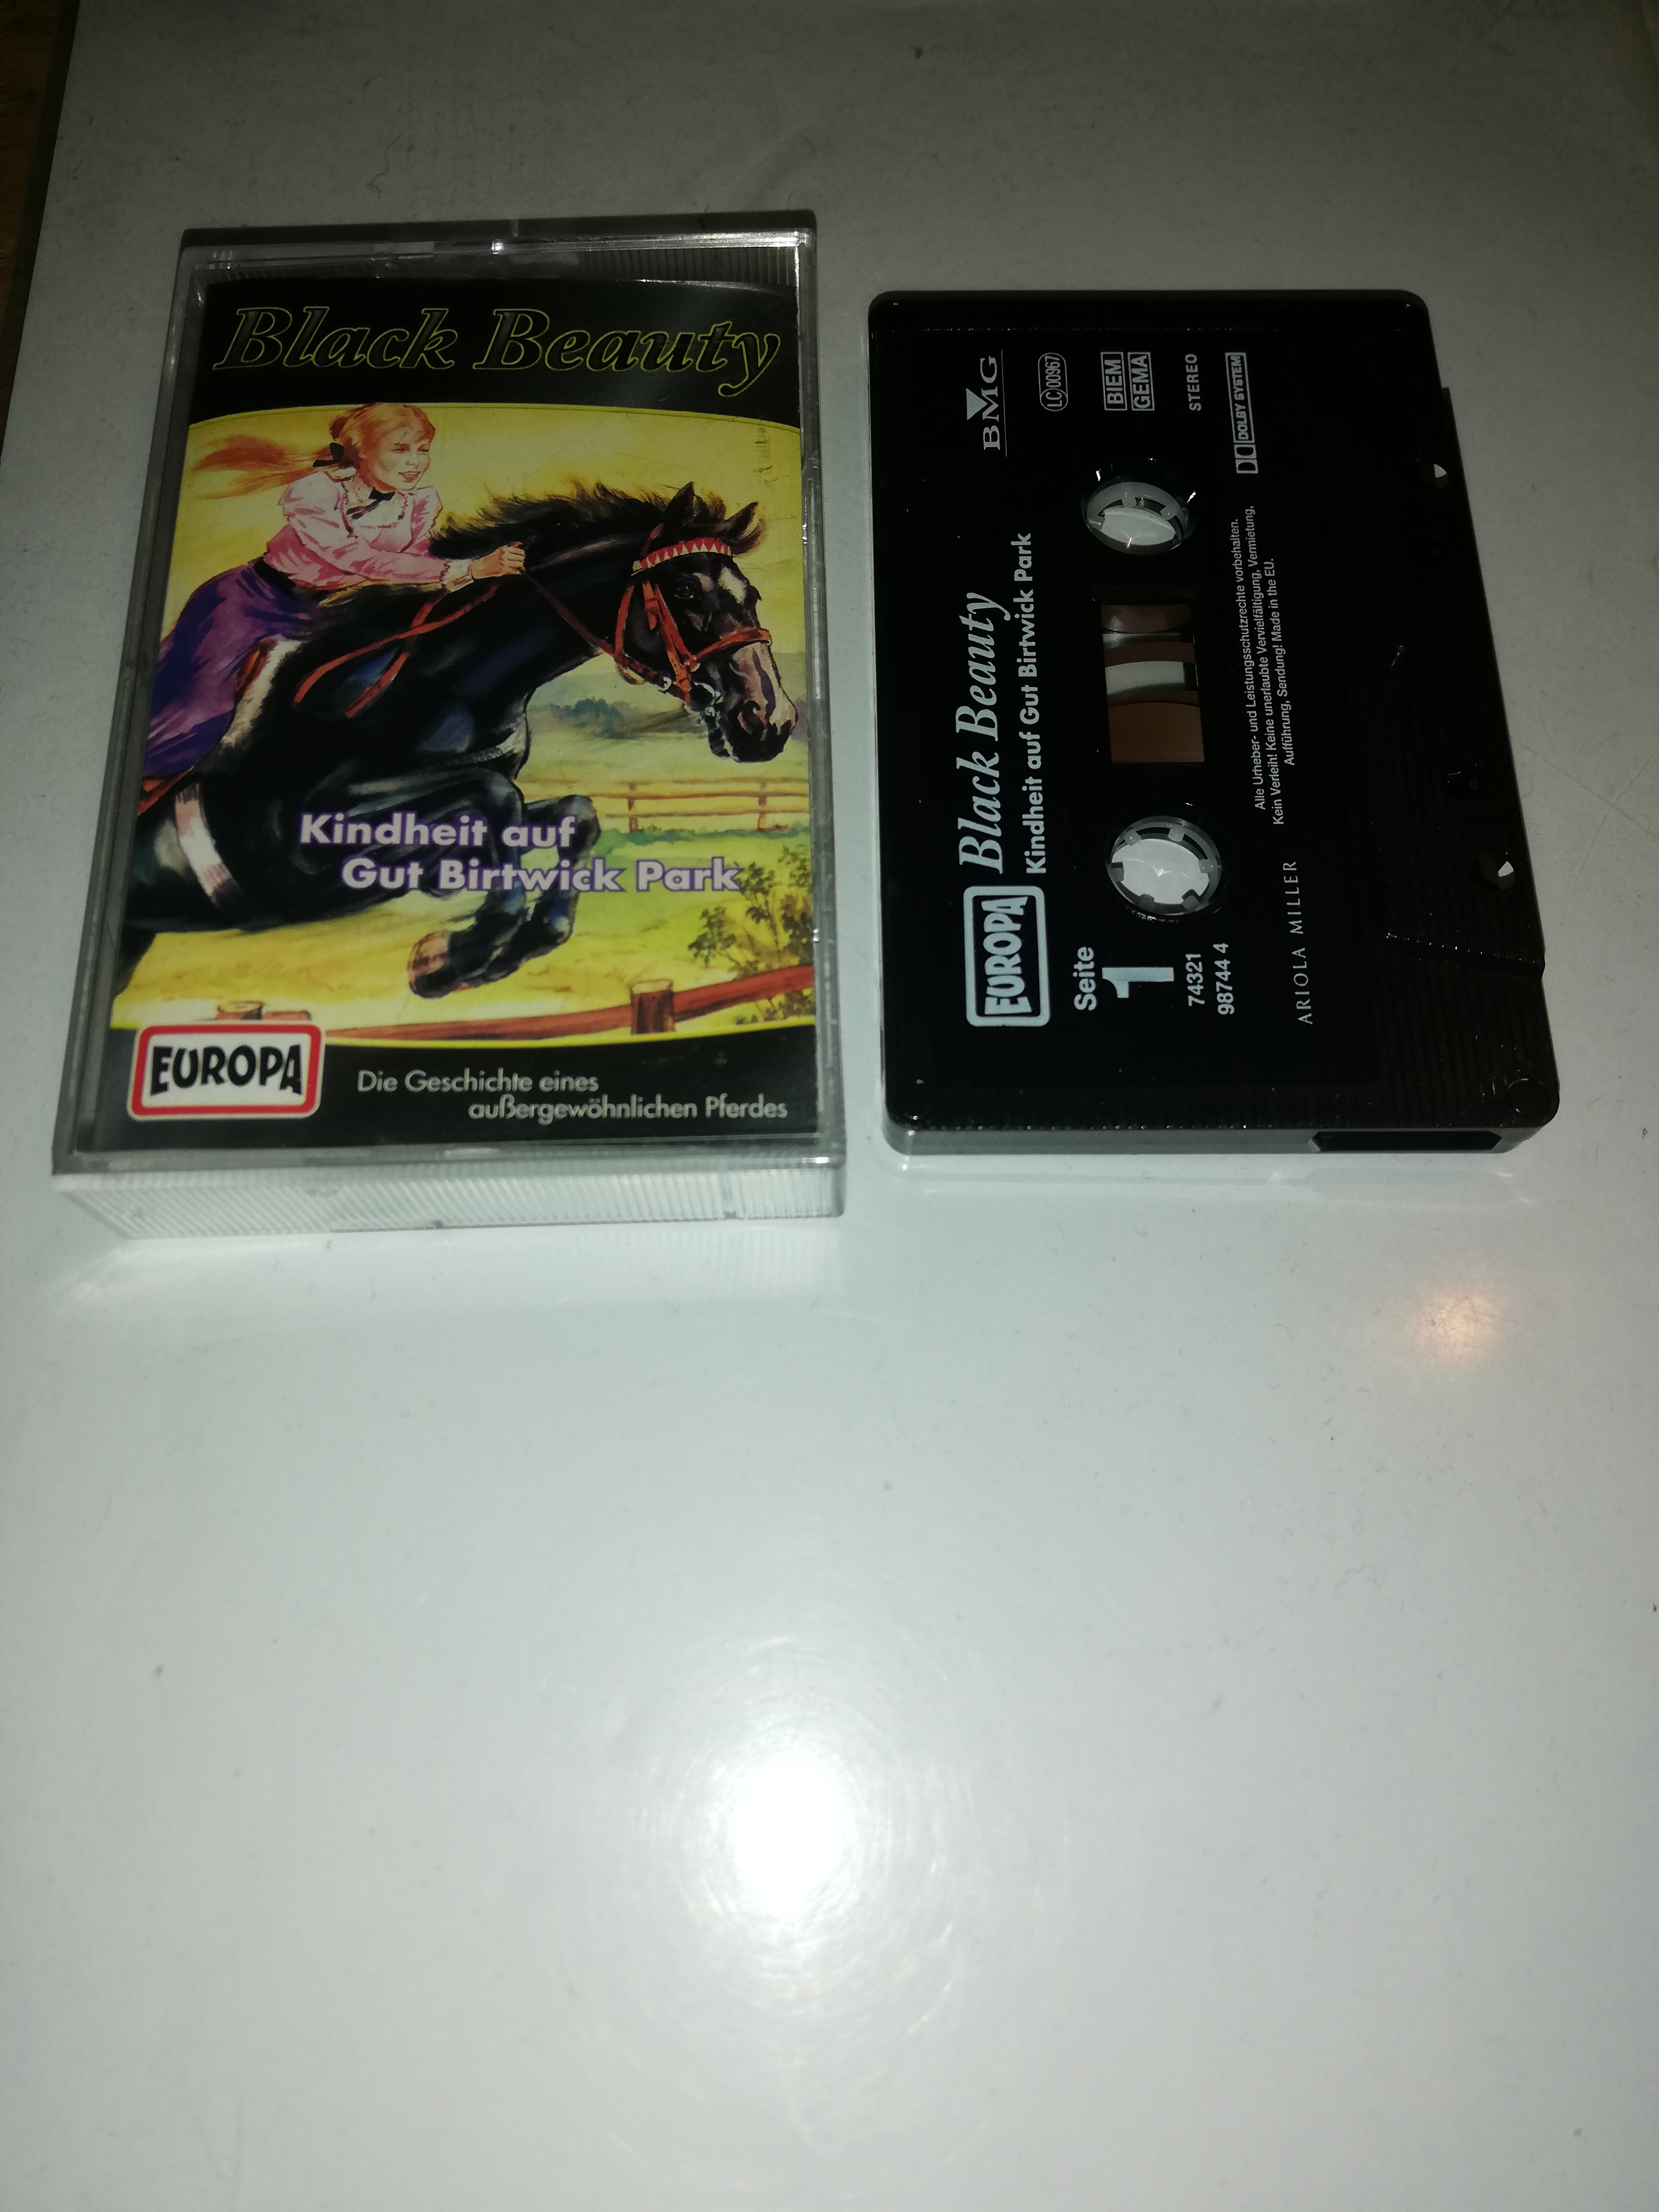 Black Beauty
Kindheit auf
Gut Birtwick Park
EUROPA
Die Geschichte eines
außergewöhnlichen Pferdes
EUROPA
Black Beauty
Kindheit auf Gut Birtwick Park
BMG
LC 00967
BIEM
GEMA
STEREO
DOLBY SYSTEM
Seite
1
74321
98744 4
Alle Urheber- und Leistungsschutzrechte vorbehalten.
Kein Verleih! Keine unerlaubte Vervielfältigung, Vermietung,
Aufführung, Sendung! Made in the EU.
ARIOLA MILLER